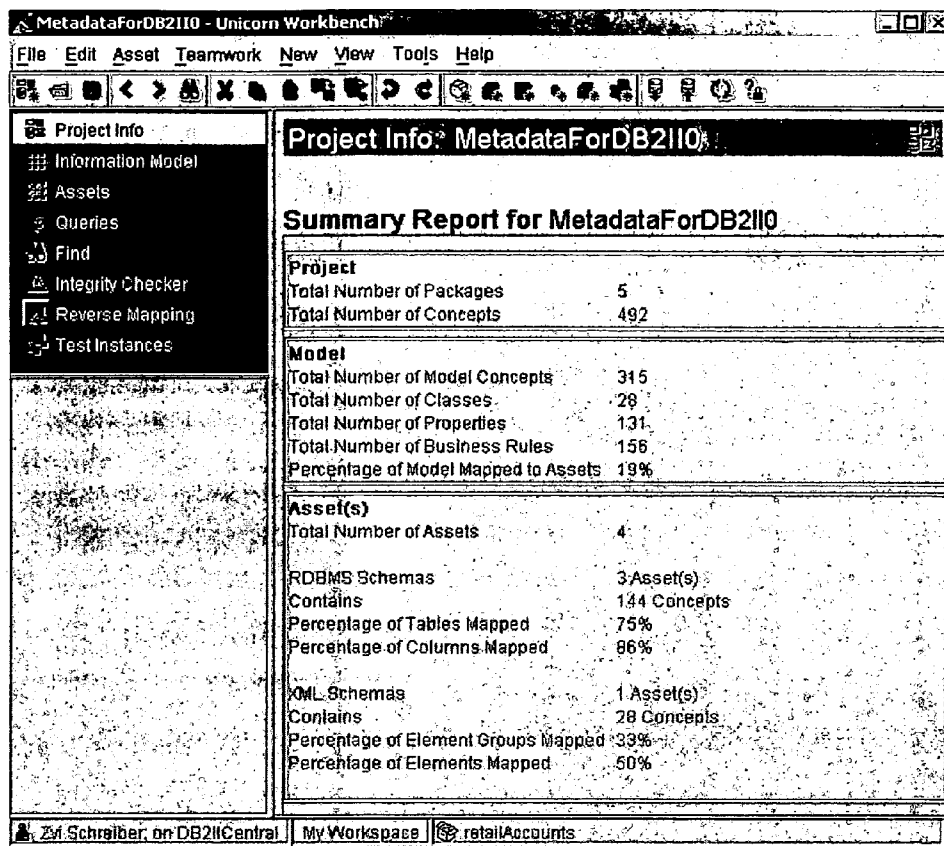 MetadataForDB2II0 - Unicorn Workbench
File Edit Asset Teamwork New View Tools Help
Project Info
Information Model
Assets
Queries
Find
Integrity Checker
Reverse Mapping
Test Instances
Project Info: MetadataForDB2II0
Summary Report for MetadataForDB2II0
Project
Total Number of Packages 5
Total Number of Concepts 492
Model
Total Number of Model Concepts 315
Total Number of Classes 28
Total Number of Properties 131
Total Number of Business Rules 156
Percentage of Model Mapped to Assets 19%
Asset(s)
Total Number of Assets 4
RDBMS Schemas 3 Asset(s)
Contains 144 Concepts
Percentage of Tables Mapped 75%
Percentage of Columns Mapped 86%
XML Schemas 1 Asset(s)
Contains 28 Concepts
Percentage of Element Groups Mapped 33%
Percentage of Elements Mapped 50%
Zvi Schreiber, on DB2IICentral My Workspace retailAccounts